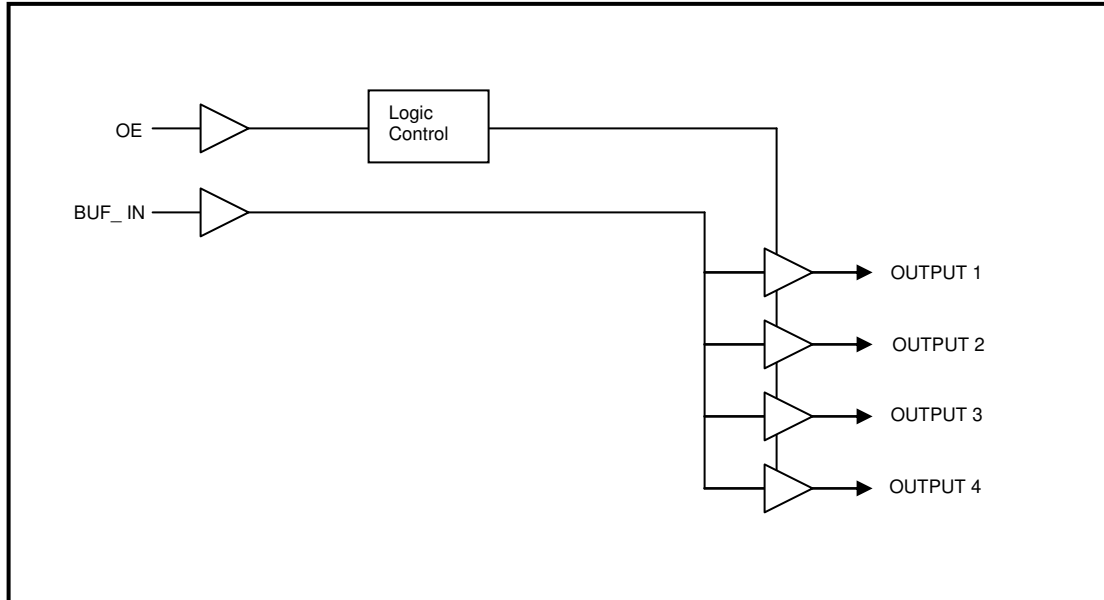 OE
Logic
Control
BUF_ IN
OUTPUT 1
OUTPUT 2
OUTPUT 3
OUTPUT 4